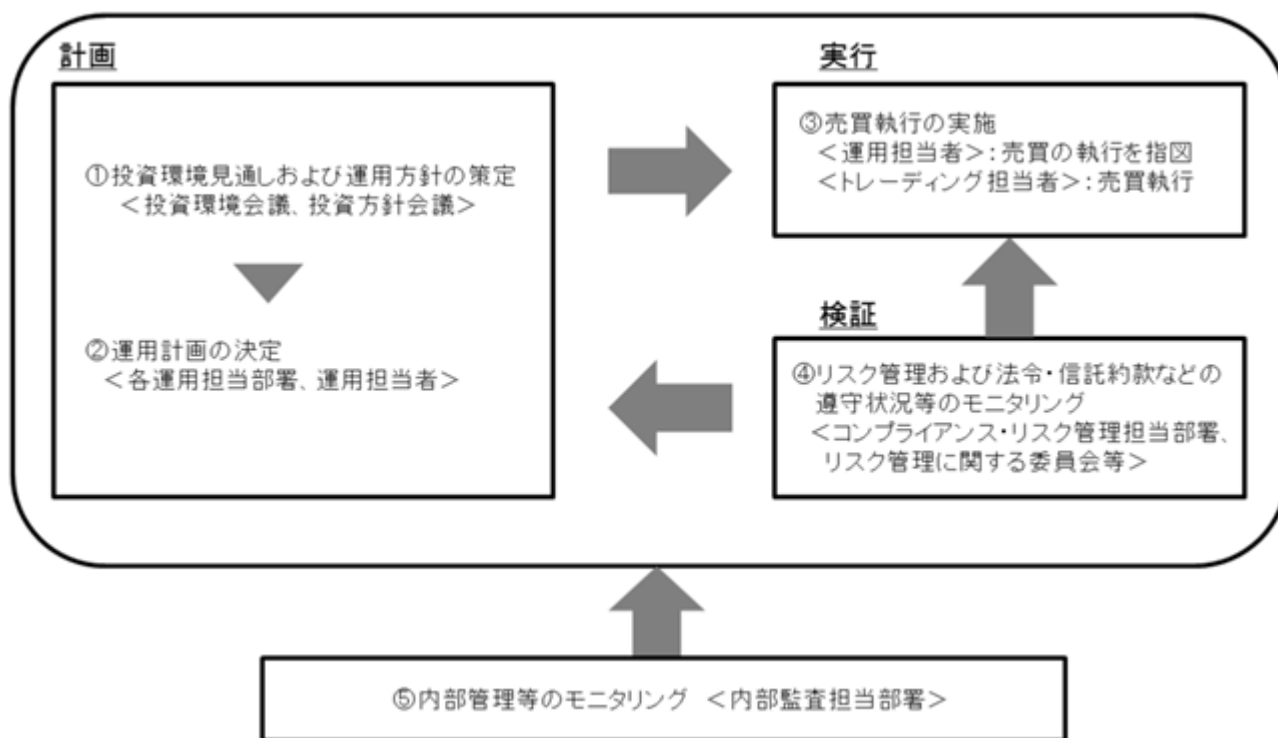 計画
①投資環境見通しおよび運用方針の策定
＜投資環境会議、投資方針会議＞
②運用計画の決定
＜各運用担当部署、運用担当者＞
実行
③売買執行の実施
＜運用担当者＞：売買の執行を指図
＜トレーディング担当者＞：売買執行
検証
④リスク管理および法令・信託約款などの
遵守状況等のモニタリング
＜コンプライアンス・リスク管理担当部署、
リスク管理に関する委員会等＞
⑤内部管理等のモニタリング ＜内部監査担当部署＞